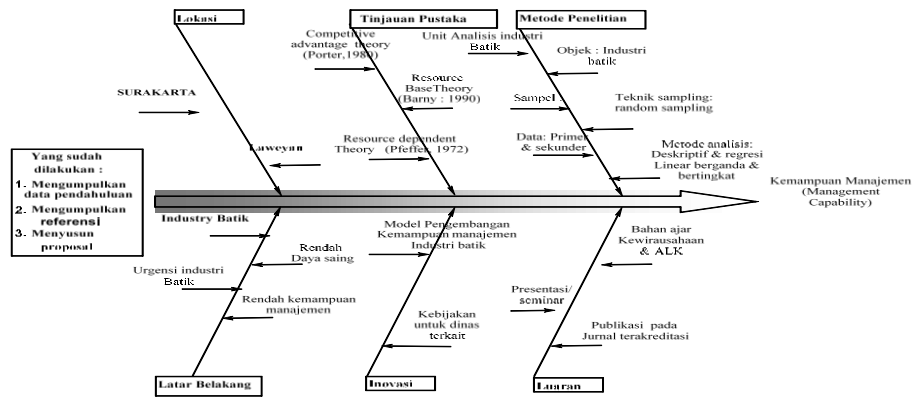 Lokasi
Tinjauan Pustaka
Metode Penelitian
Competitive
advantage theory
(Porter,1980)
Unit Analisis industri
Batik
Objek : Industri
batik
Resource
BaseTheory
(Barny : 1990)
SURAKARTA
Sampel :
Teknik sampling:
random sampling
Laweyan
Resource dependent
Theory (Pfeffer, 1972)
Data: Primer
& sekunder
Metode analisis:
Deskriptif & regresi
Linear berganda &
bertingkat
Yang sudah
dilakukan :
1. Mengumpulkan
data pendahuluan
2. Mengumpulkan
referensi
3. Menyusun
proposal
Kemampuan Manajemen
(Management
Capability)
Industry Batik
Model Pengembangan
Kemampuan manajemen
Industri batik
Bahan ajar
Kewirausahaan
& ALK
Rendah
Daya saing
Urgensi industri
Batik
Rendah kemampuan
manajemen
Presentasi/
seminar
Kebijakan
untuk dinas
terkait
Publikasi pada
Jurnal terakreditasi
Latar Belakang
Inovasi
Luaran